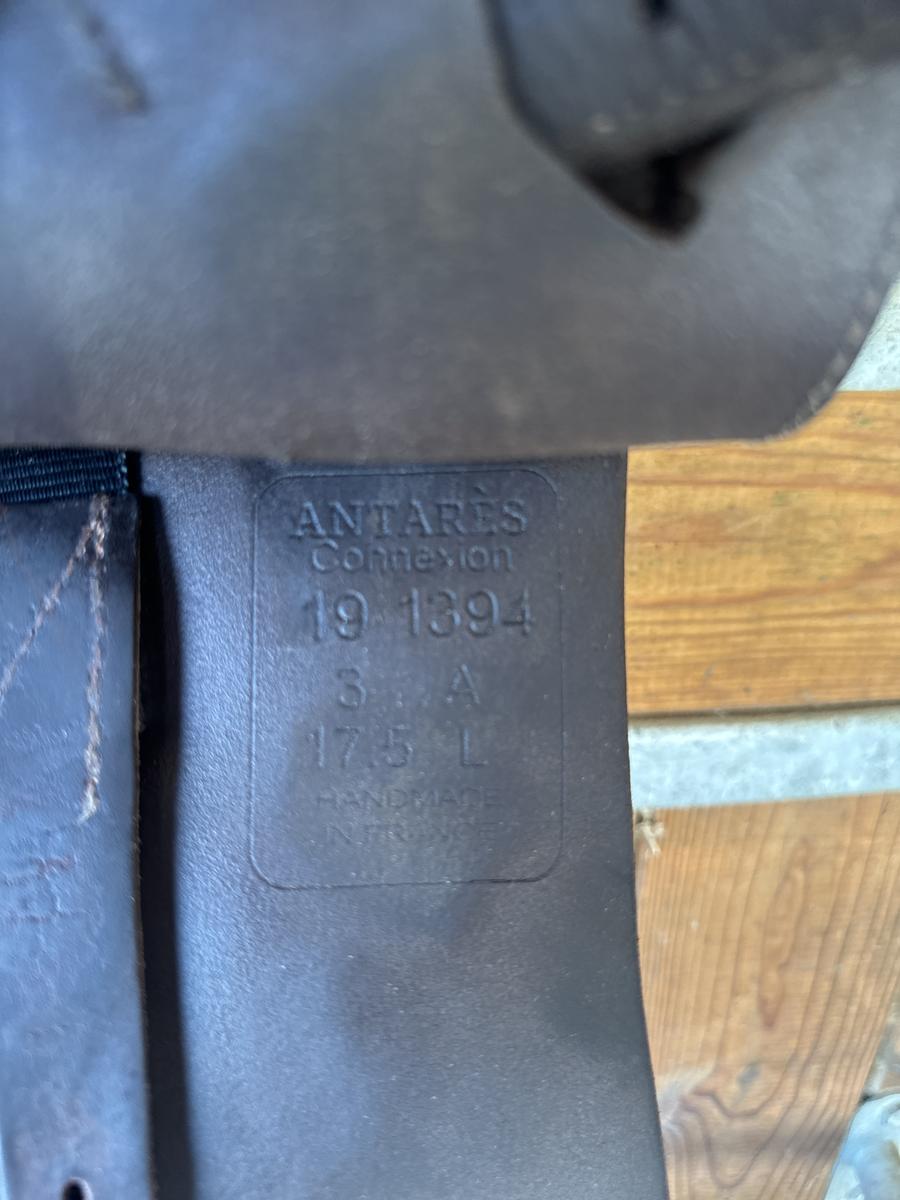 ANTARÈS
Connexion
19 1394
3 A
17.5 L
HANDMADE
IN FRANCE